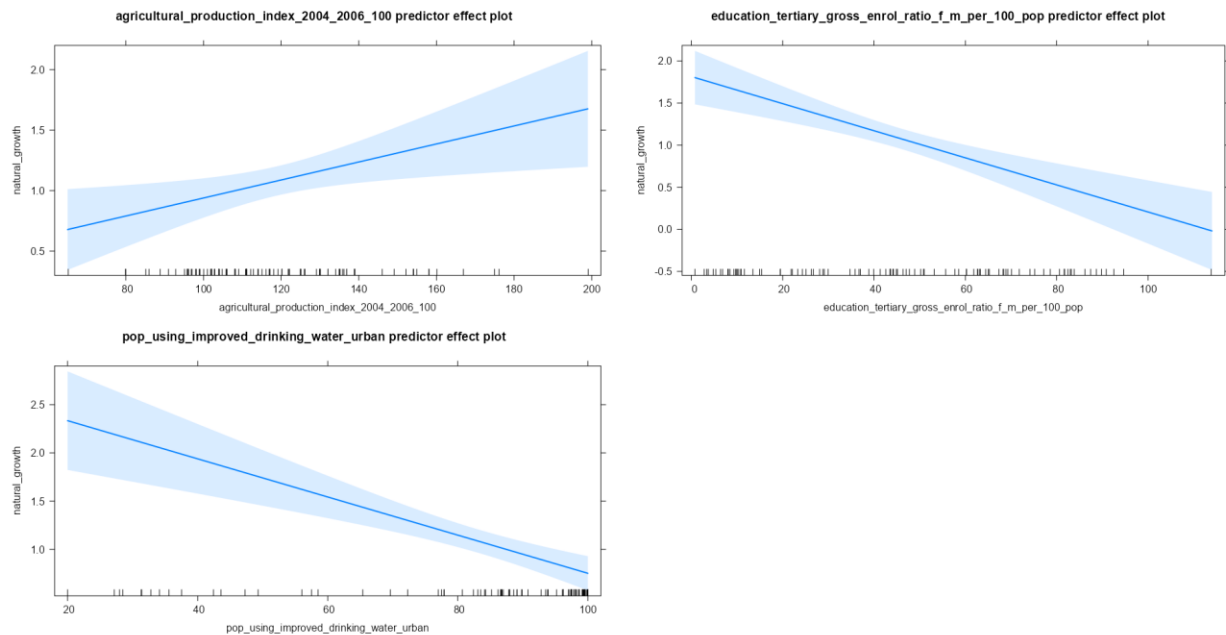 agricultural_production_index_2004_2006_100 predictor effect plot
2.0
1.5
1.0
0.5
natural_growth
80 100 120 140 160 180 200
agricultural_production_index_2004_2006_100
education_tertiary_gross_enrol_ratio_f_m_per_100_pop predictor effect plot
2.0
1.5
1.0
0.5
0.0
-0.5
natural_growth
0 20 40 60 80 100
education_tertiary_gross_enrol_ratio_f_m_per_100_pop
pop_using_improved_drinking_water_urban predictor effect plot
2.5
2.0
1.5
1.0
natural_growth
20 40 60 80 100
pop_using_improved_drinking_water_urban